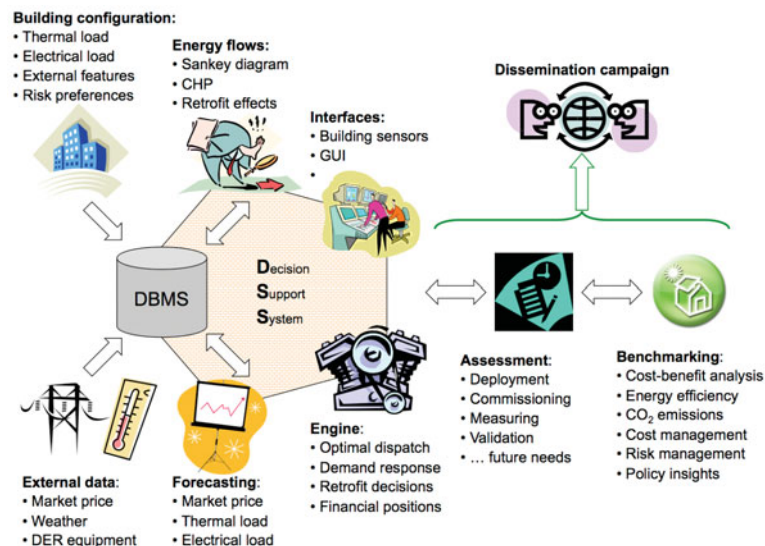 Building configuration:
• Thermal load
• Electrical load
• External features
• Risk preferences
Energy flows:
• Sankey diagram
• CHP
• Retrofit effects
Interfaces:
• Building sensors
• GUI
•
Dissemination campaign
DBMS
Decision
Support
System
External data:
• Market price
• Weather
• DER equipment
Forecasting:
• Market price
• Thermal load
• Electrical load
Engine:
• Optimal dispatch
• Demand response
• Retrofit decisions
• Financial positions
Assessment:
• Deployment
• Commissioning
• Measuring
• Validation
• … future needs
Benchmarking:
• Cost-benefit analysis
• Energy efficiency
• CO2 emissions
• Cost management
• Risk management
• Policy insights